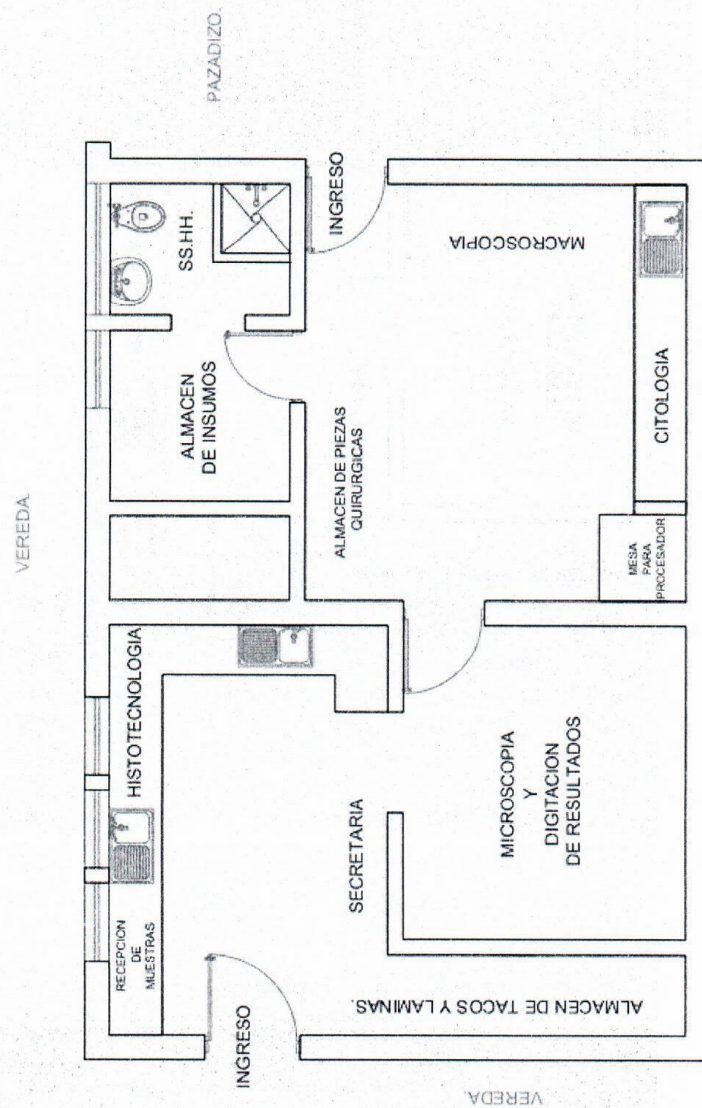 VEREDA.
PAZADIZO.
RECEPCION
DE
MUESTRAS
HISTOTECNOLOGIA
ALMACEN
DE INSUMOS
SS.HH.
INGRESO
INGRESO
SECRETARIA
ALMACEN DE PIEZAS
QUIRURGICAS
MACROSCOPIA
ALMACEN DE TACOS Y LAMINAS.
MICROSCOPIA
Y
DIGITACION
DE RESULTADOS
MESA
PARA
PROCESADOR
CITOLOGIA
VEREDA